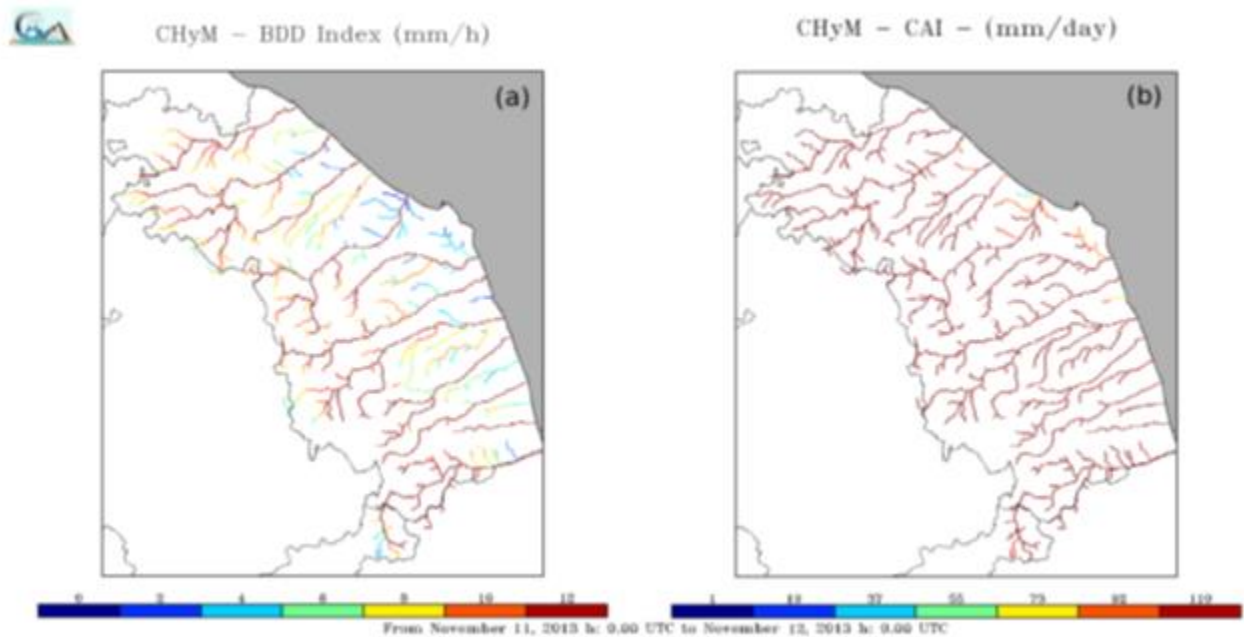 CHyM - BDD Index (mm/h)
CHyM - CAI - (mm/day)
(a)
(b)
0 2 4 6 8 10 12
1 19 37 55 73 92 110
From November 11, 2013 h: 0.00 UTC to November 12, 2013 h: 0.00 UTC